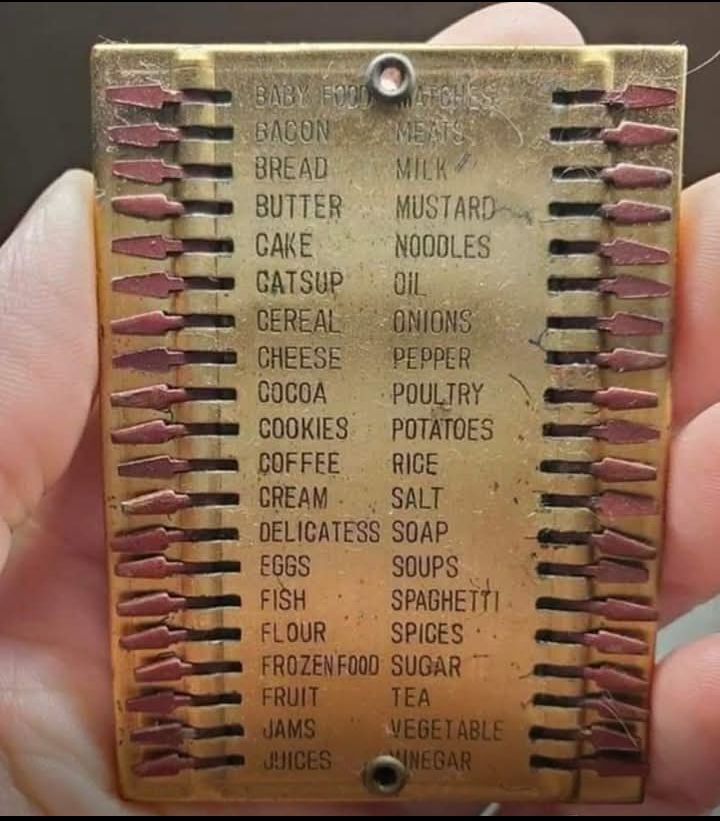 BABY FOOD MATCHES
BACON MEATS
BREAD MILK
BUTTER MUSTARD
CAKE NOODLES
CATSUP OIL
CEREAL ONIONS
CHEESE PEPPER
COCOA POULTRY
COOKIES POTATOES
COFFEE RICE
CREAM SALT
DELICATESS SOAP
EGGS SOUPS
FISH SPAGHETTI
FLOUR SPICES
FROZEN FOOD SUGAR
FRUIT TEA
JAMS VEGETABLE
JUICES VINEGAR